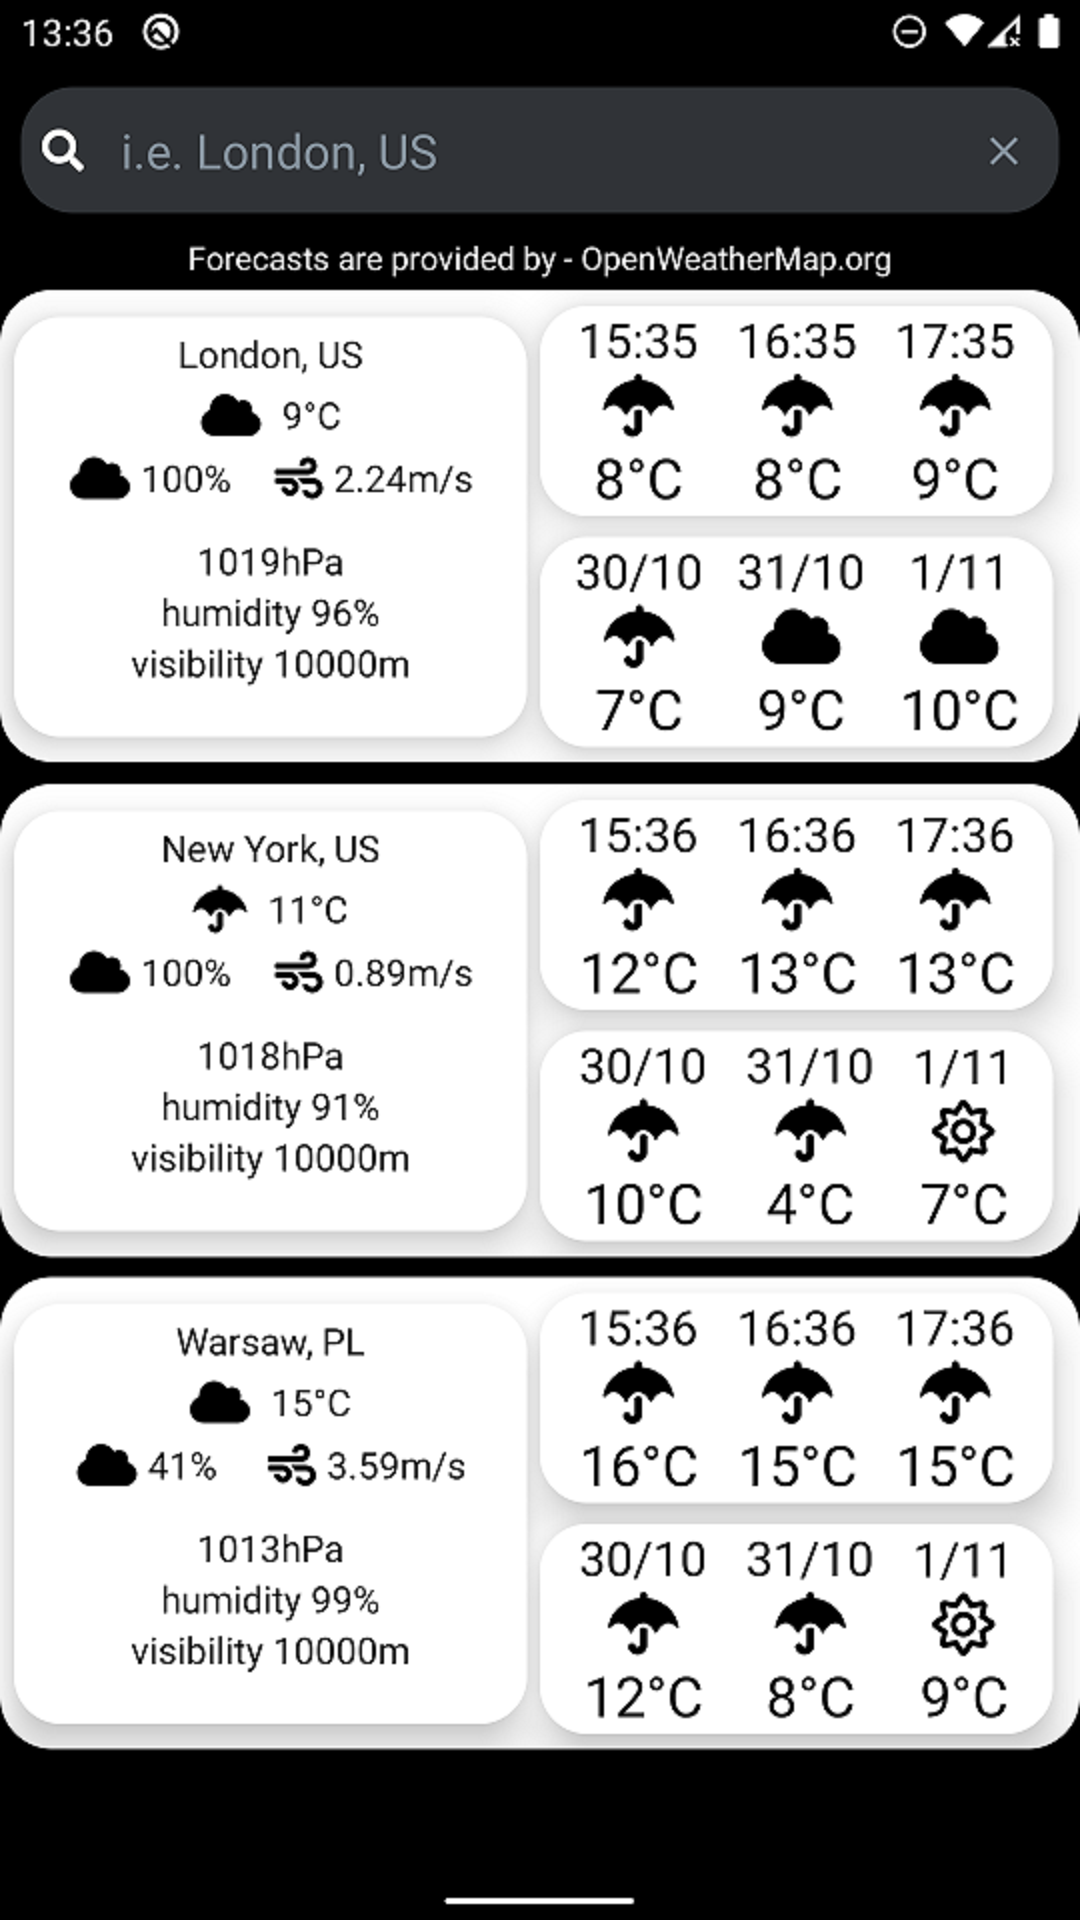 13:36
i.e. London, US
Forecasts are provided by - OpenWeatherMap.org
London, US
9°C
100% 2.24m/s
1019hPa
humidity 96%
visibility 10000m
15:35 16:35 17:35
8°C 8°C 9°C
30/10 31/10 1/11
7°C 9°C 10°C
New York, US
11°C
100% 0.89m/s
1018hPa
humidity 91%
visibility 10000m
15:36 16:36 17:36
12°C 13°C 13°C
30/10 31/10 1/11
10°C 4°C 7°C
Warsaw, PL
15°C
41% 3.59m/s
1013hPa
humidity 99%
visibility 10000m
15:36 16:36 17:36
16°C 15°C 15°C
30/10 31/10 1/11
12°C 8°C 9°C